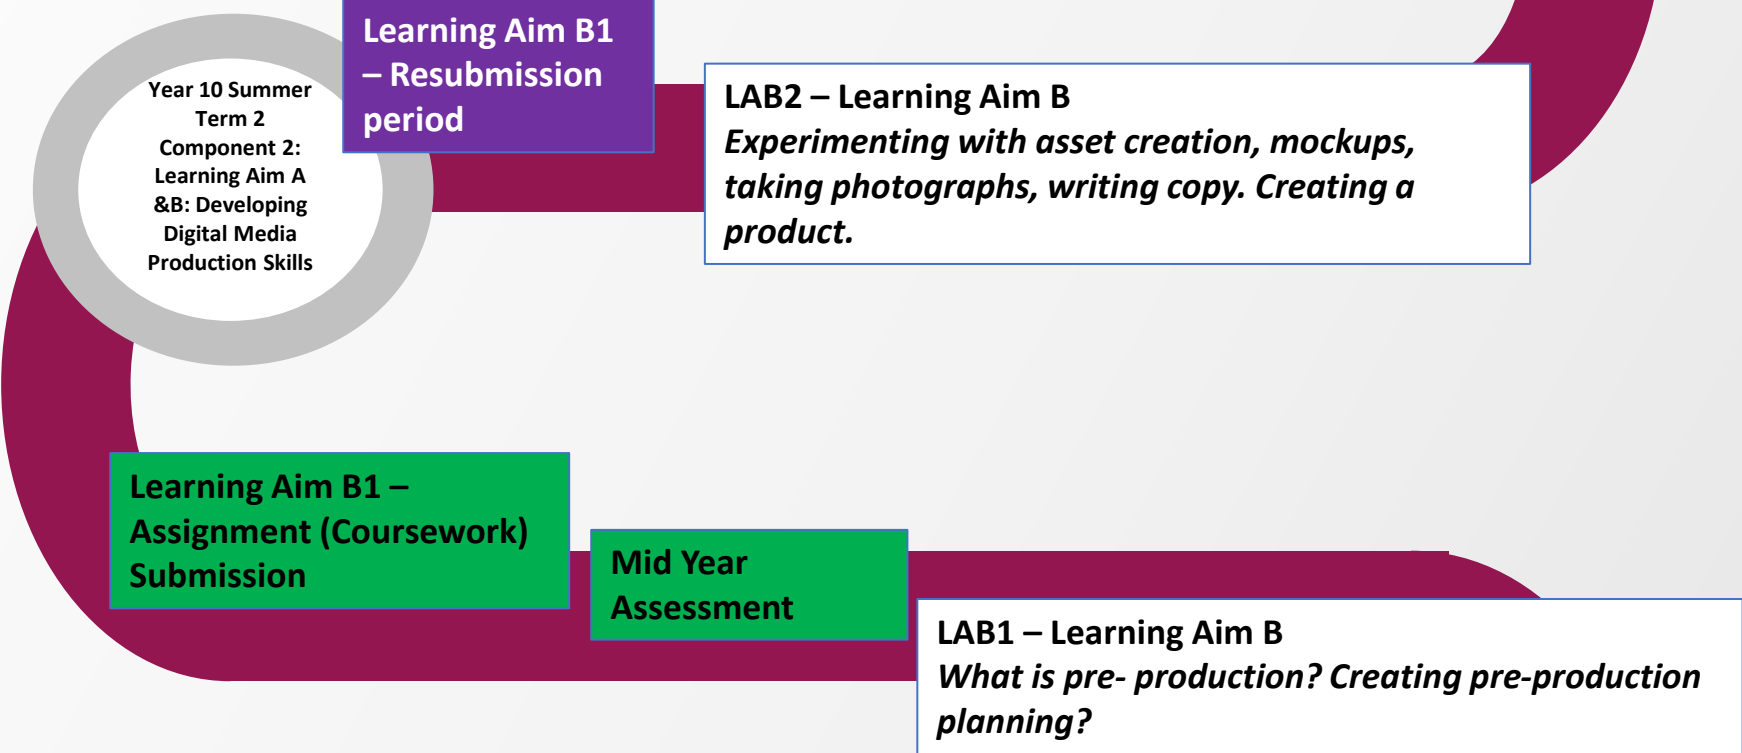 Learning Aim B1
– Resubmission
period
Year 10 Summer
Term 2
Component 2:
Learning Aim A
&B: Developing
Digital Media
Production Skills
LAB2 – Learning Aim B
Experimenting with asset creation, mockups,
taking photographs, writing copy. Creating a
product.
Learning Aim B1 –
Assignment (Coursework)
Submission
Mid Year
Assessment
LAB1 – Learning Aim B
What is pre- production? Creating pre-production
planning?